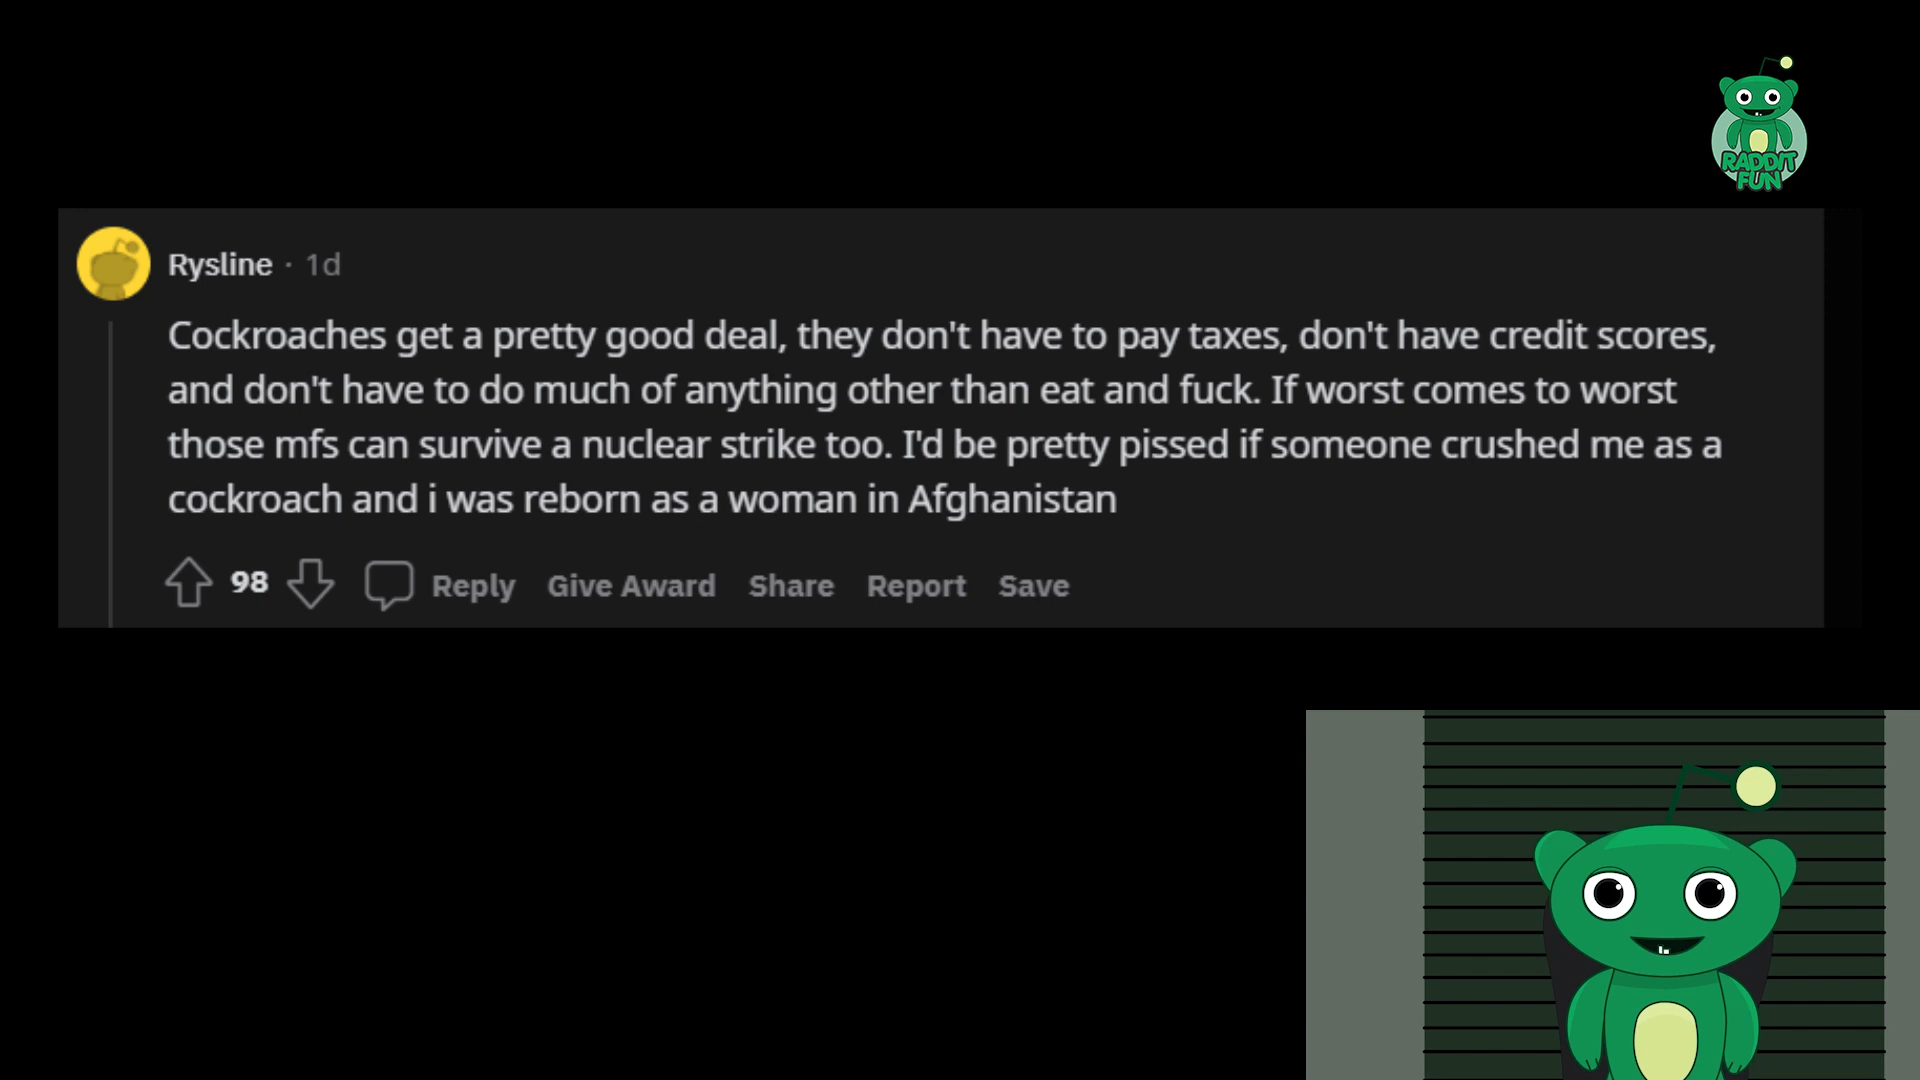 RADDIT
FUN
Rysline · 1d
Cockroaches get a pretty good deal, they don't have to pay taxes, don't have credit scores,
and don't have to do much of anything other than eat and fuck. If worst comes to worst
those mfs can survive a nuclear strike too. I'd be pretty pissed if someone crushed me as a
cockroach and i was reborn as a woman in Afghanistan
98 Reply Give Award Share Report Save